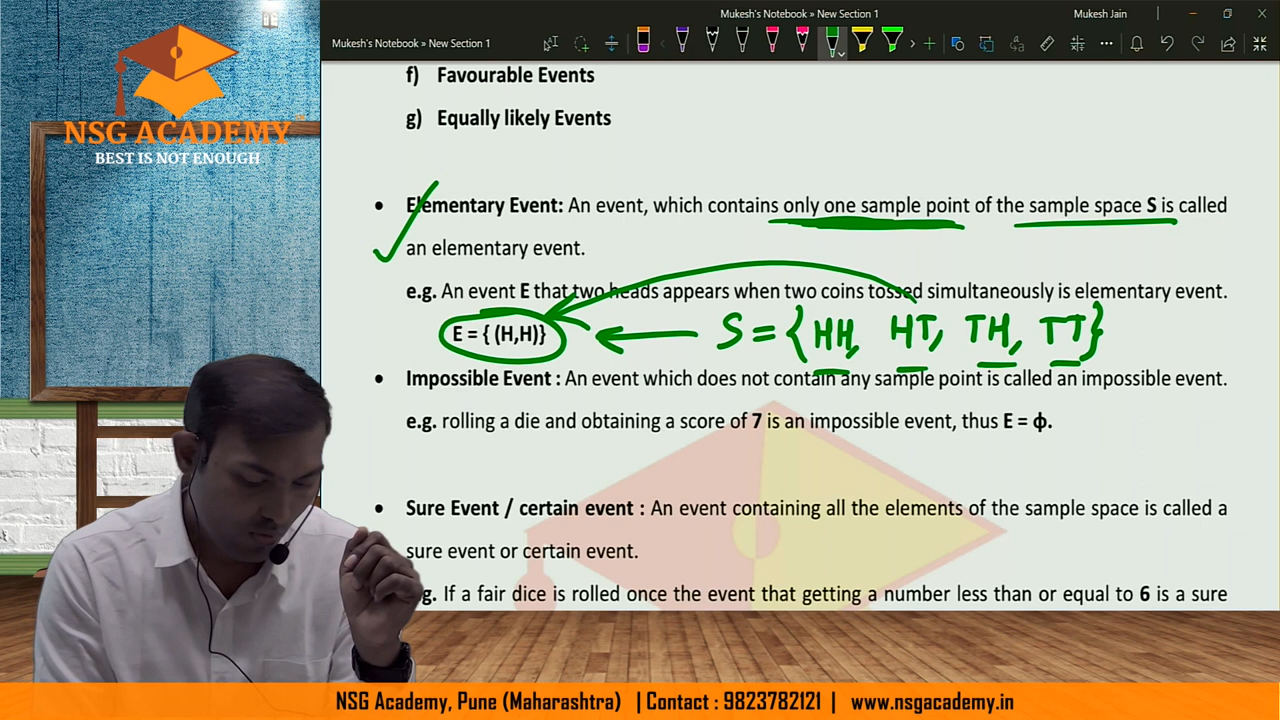 Mukesh's Notebook » New Section 1
Mukesh Jain
Mukesh's Notebook » New Section 1
NSG ACADEMY
BEST IS NOT ENOUGH
f) Favourable Events
g) Equally likely Events
• Elementary Event: An event, which contains only one sample point of the sample space S is called
an elementary event.
e.g. An event E that two heads appears when two coins tossed simultaneously is elementary event.
E = { (H,H)}
S = {HH, HT, TH, TT}
• Impossible Event : An event which does not contain any sample point is called an impossible event.
e.g. rolling a die and obtaining a score of 7 is an impossible event, thus E = ϕ.
• Sure Event / certain event : An event containing all the elements of the sample space is called a
sure event or certain event.
g. If a fair dice is rolled once the event that getting a number less than or equal to 6 is a sure
NSG Academy, Pune (Maharashtra) | Contact : 9823782121 | www.nsgacademy.in